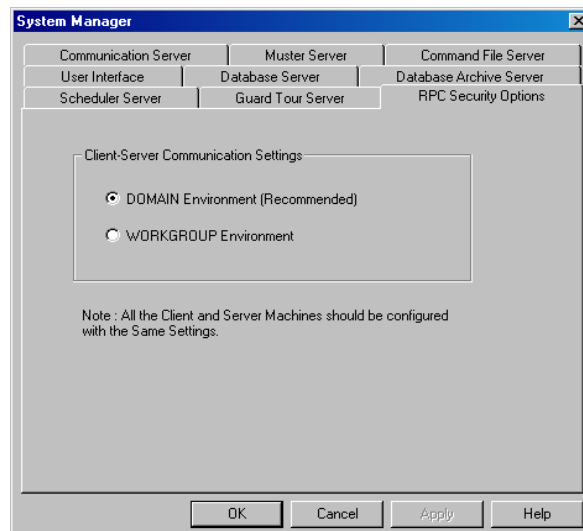 System Manager
Communication Server
Muster Server
Command File Server
User Interface
Database Server
Database Archive Server
Scheduler Server
Guard Tour Server
RPC Security Options
Client-Server Communication Settings
DOMAIN Environment (Recommended)
WORKGROUP Environment
Note : All the Client and Server Machines should be configured
with the Same Settings.
OK
Cancel
Apply
Help